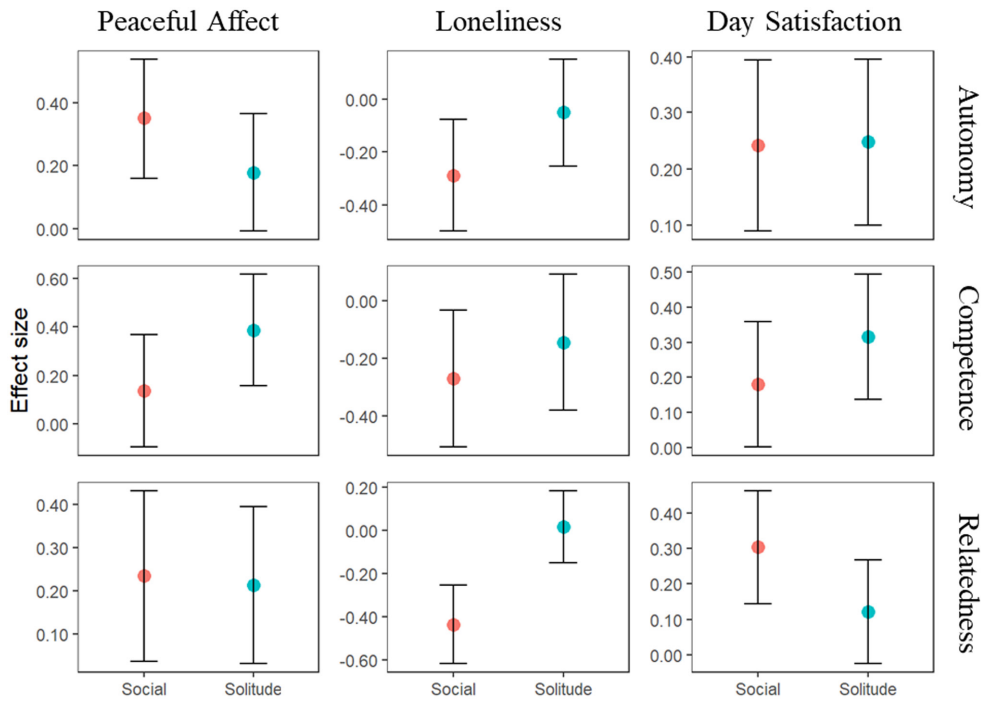 Peaceful Affect Loneliness Day Satisfaction
0.40 0.20 0.00
0.00 -0.20 -0.40
0.40 0.30 0.20 0.10
Autonomy
Effect size
0.60 0.40 0.20 0.00
0.00 -0.20 -0.40
0.50 0.40 0.30 0.20 0.10 0.00
Competence
0.40 0.30 0.20 0.10
0.20 0.00 -0.20 -0.40 -0.60
0.40 0.30 0.20 0.10 0.00
Relatedness
Social Solitude Social Solitude Social Solitude